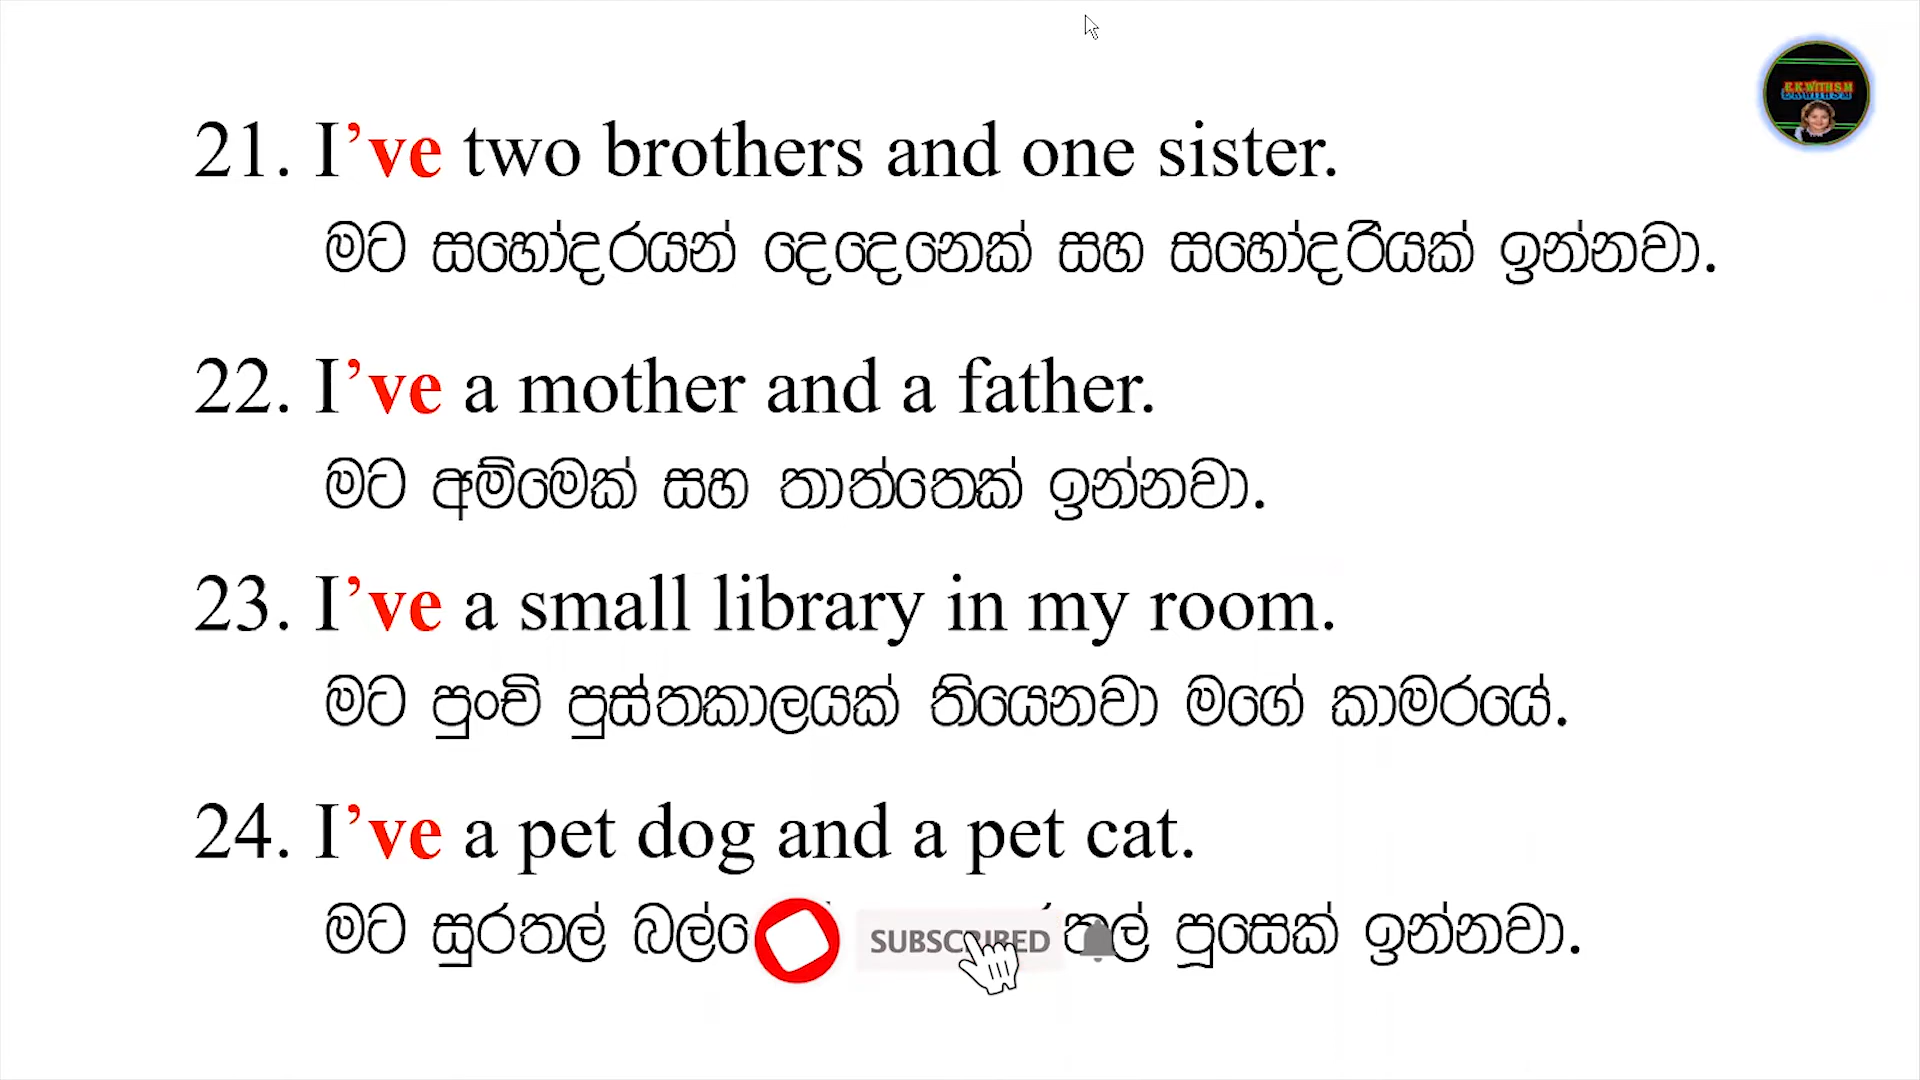 E.K.WITH S.M
21. I’ve two brothers and one sister.
මට සහෝදරයන් දෙදෙනෙක් සහ සහෝදරියක් ඉන්නවා.
22. I’ve a mother and a father.
මට අම්මෙක් සහ තාත්තෙක් ඉන්නවා.
23. I’ve a small library in my room.
මට පුංචි පුස්තකාලයක් තියෙනවා මගේ කාමරයේ.
24. I’ve a pet dog and a pet cat.
මට සුරතල් SUBSCRIBED පූසෙක් ඉන්නවා.